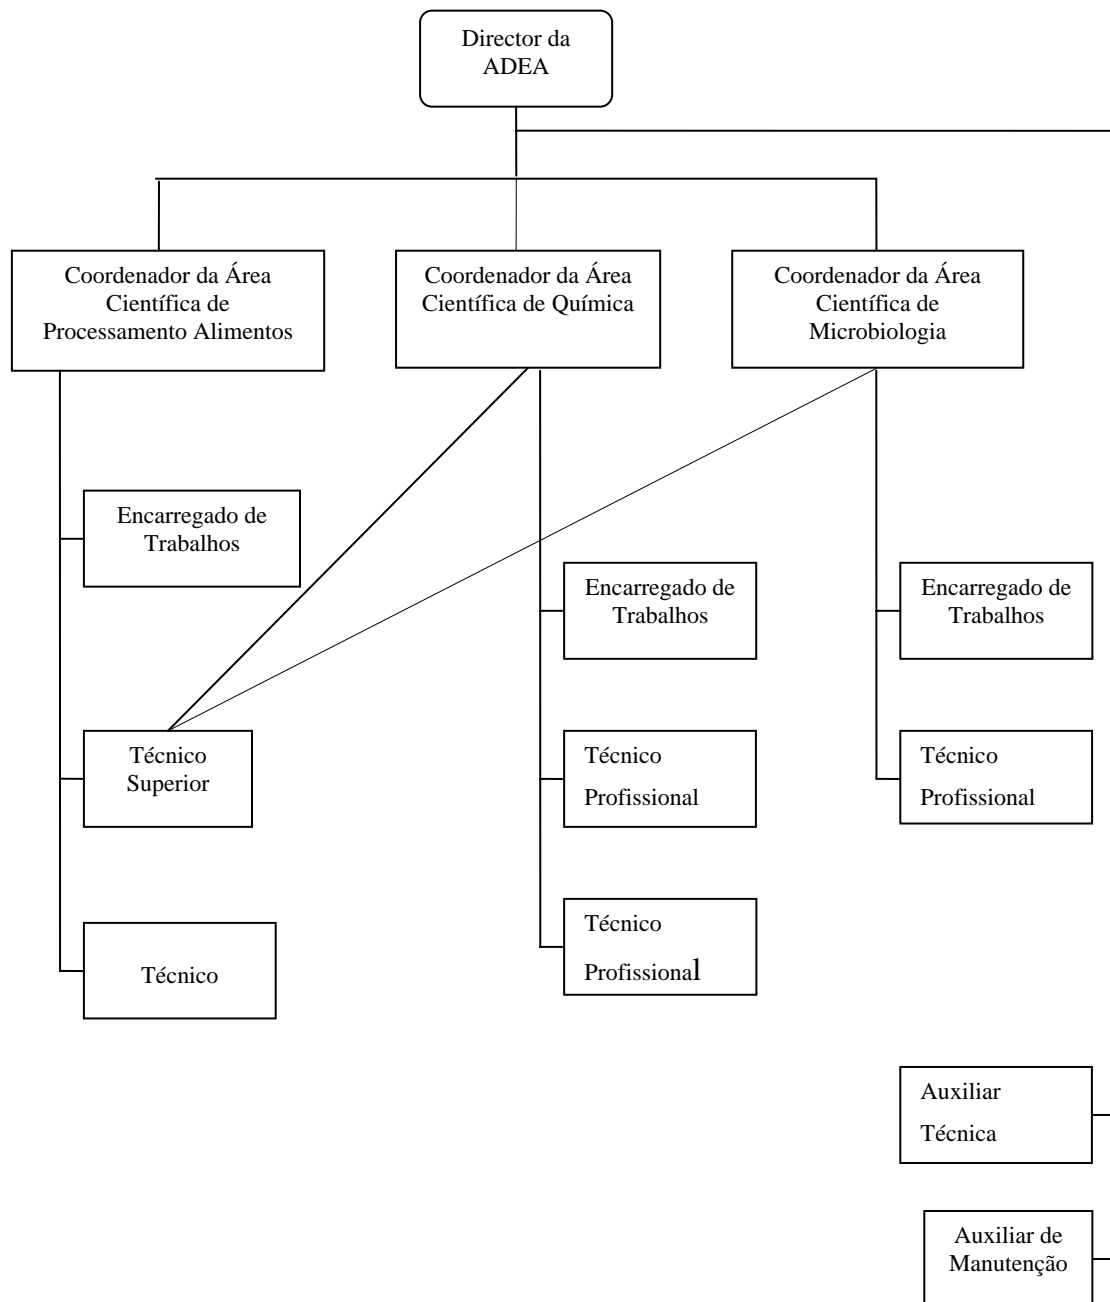 Director da
ADEA
Coordenador da Área
Científica de
Processamento Alimentos
Coordenador da Área
Científica de Química
Coordenador da Área
Científica de
Microbiologia
Encarregado de
Trabalhos
Encarregado de
Trabalhos
Encarregado de
Trabalhos
Técnico
Superior
Técnico
Profissional
Técnico
Profissional
Técnico
Técnico
Profissional
Auxiliar
Técnica
Auxiliar de
Manutenção